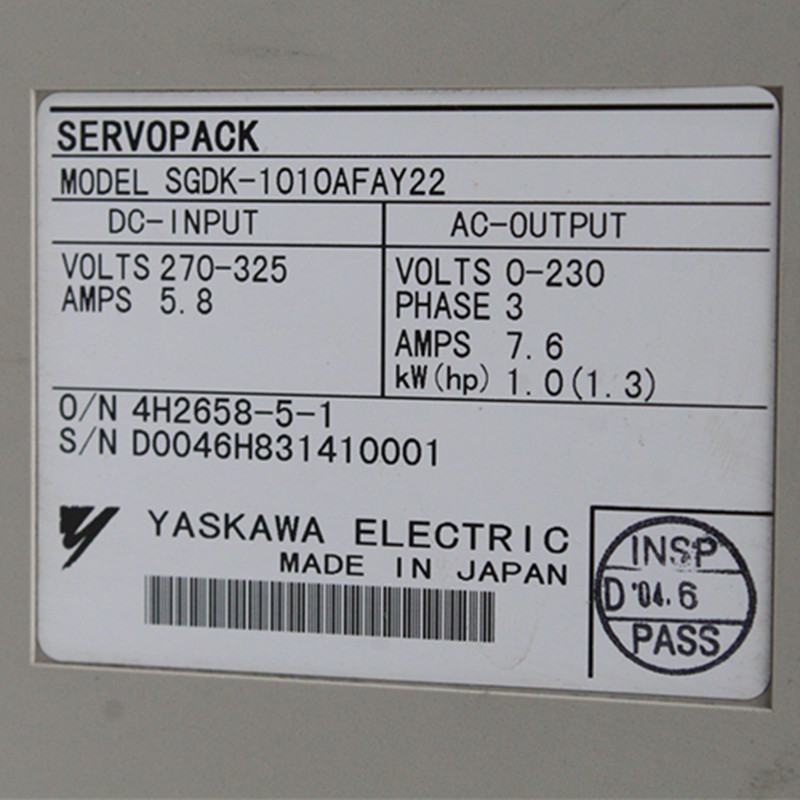 SERVOPACK
MODEL SGDK-1010AFAY22
DC-INPUT
VOLTS 270-325
AMPS 5.8
AC-OUTPUT
VOLTS 0-230
PHASE 3
AMPS 7.6
kW(hp) 1.0(1.3)
O/N 4H2658-5-1
S/N D0046H831410001
YASKAWA ELECTRIC
MADE IN JAPAN
INSP
D '04.6
PASS